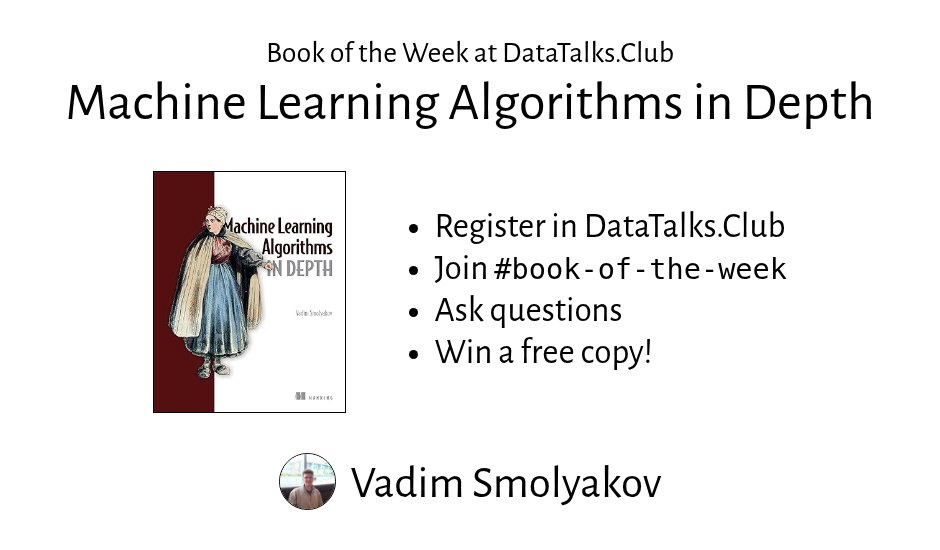 Book of the Week at DataTalks.Club
Machine Learning Algorithms in Depth
Machine Learning
Algorithms
IN DEPTH
Vadim Smolyakov
MANNING
• Register in DataTalks.Club
• Join #book-of-the-week
• Ask questions
• Win a free copy!
Vadim Smolyakov